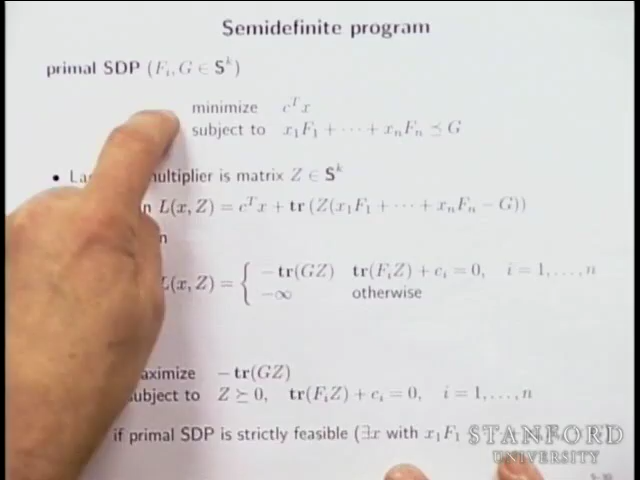 Semidefinite program
primal SDP (F_i, G ∈ S^k)
minimize c^T x
subject to x_1F_1 + ··· + x_nF_n ⪯ G
• La multiplier is matrix Z ∈ S^k
n L(x, Z) = c^T x + tr (Z(x_1F_1 + ··· + x_nF_n − G))
n
L(x, Z) = { −tr(GZ) tr(F_iZ) + c_i = 0, i = 1, . . . , n
−∞ otherwise
aximize −tr(GZ)
subject to Z ⪰ 0, tr(F_iZ) + c_i = 0, i = 1, . . . , n
if primal SDP is strictly feasible (∃x with x_1F_1
STANFORD
UNIVERSITY